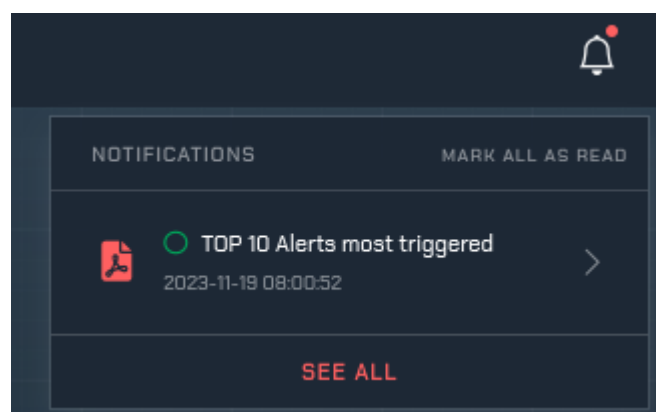 NOTIFICATIONS MARK ALL AS READ
TOP 10 Alerts most triggered
2023-11-19 08:00:52
SEE ALL